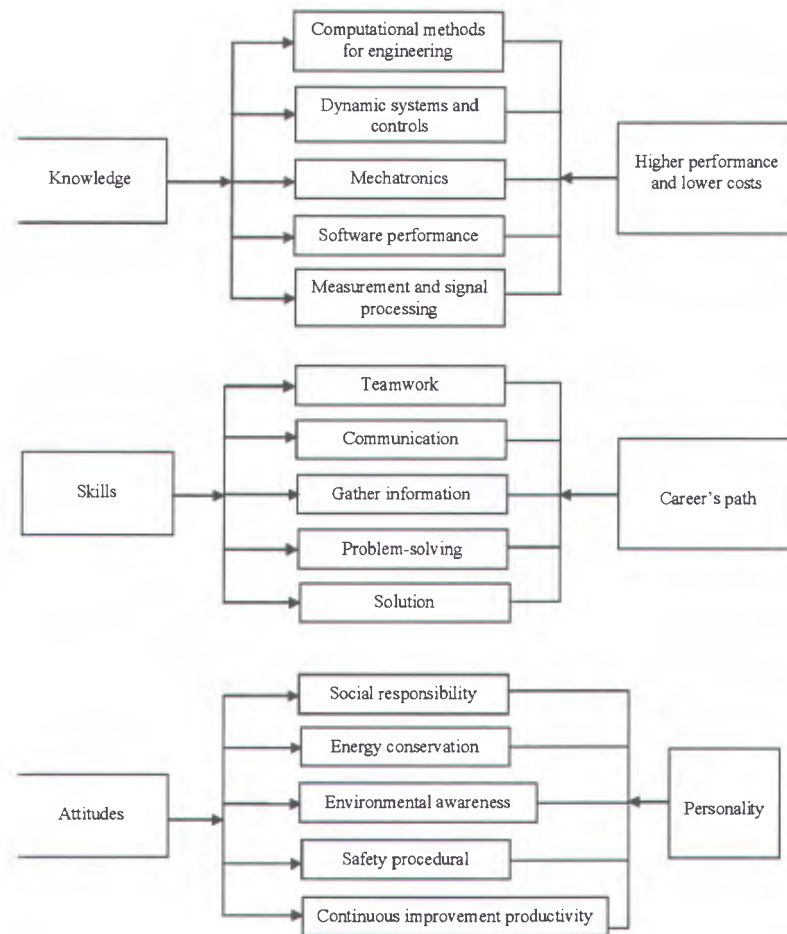 Computational methods
for engineering
Dynamic systems and
controls
Knowledge
Mechatronics
Higher performance
and lower costs
Software performance
Measurement and signal
processing
Teamwork
Communication
Skills
Gather information
Career's path
Problem-solving
Solution
Social responsibility
Energy conservation
Attitudes
Environmental awareness
Personality
Safety procedural
Continuous improvement productivity